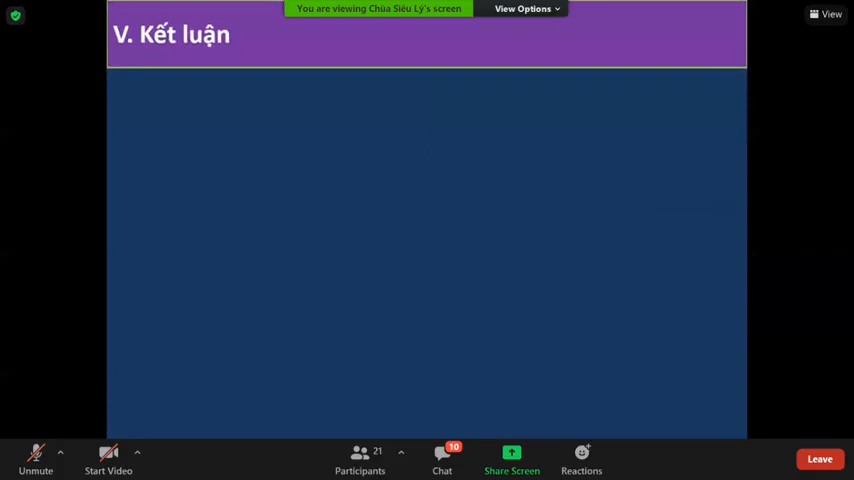 You are viewing Chùa Siêu Lý's screen
View Options
View
V. Kết luận
21
10
Unmute
Start Video
Participants
Chat
Share Screen
Reactions
Leave